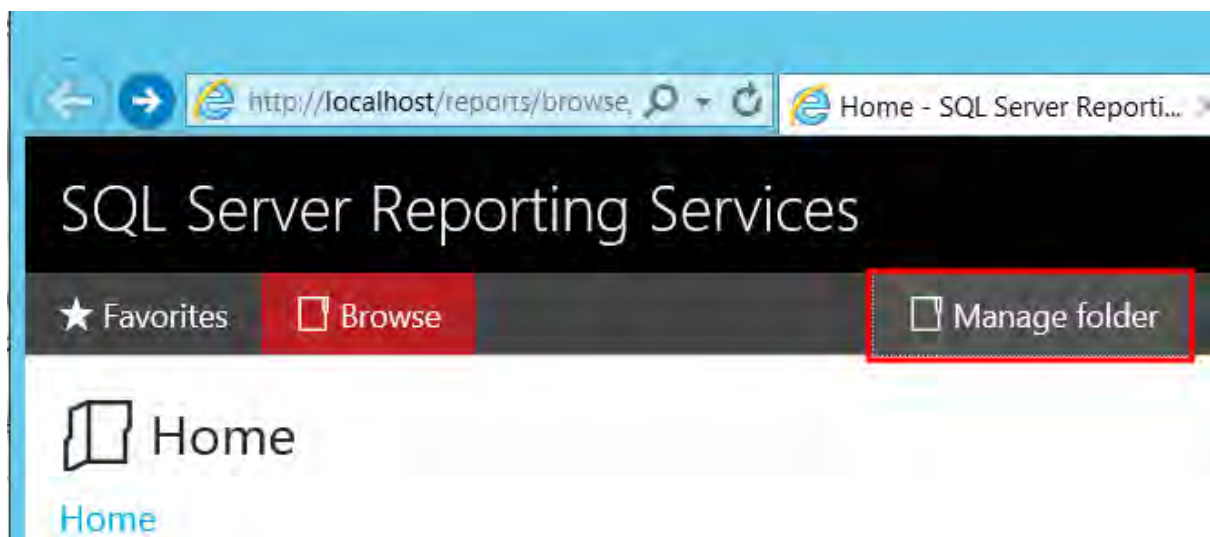 http://localhost/reports/browse, Home - SQL Server Reporti...
SQL Server Reporting Services
Favorites Browse Manage folder
Home
Home